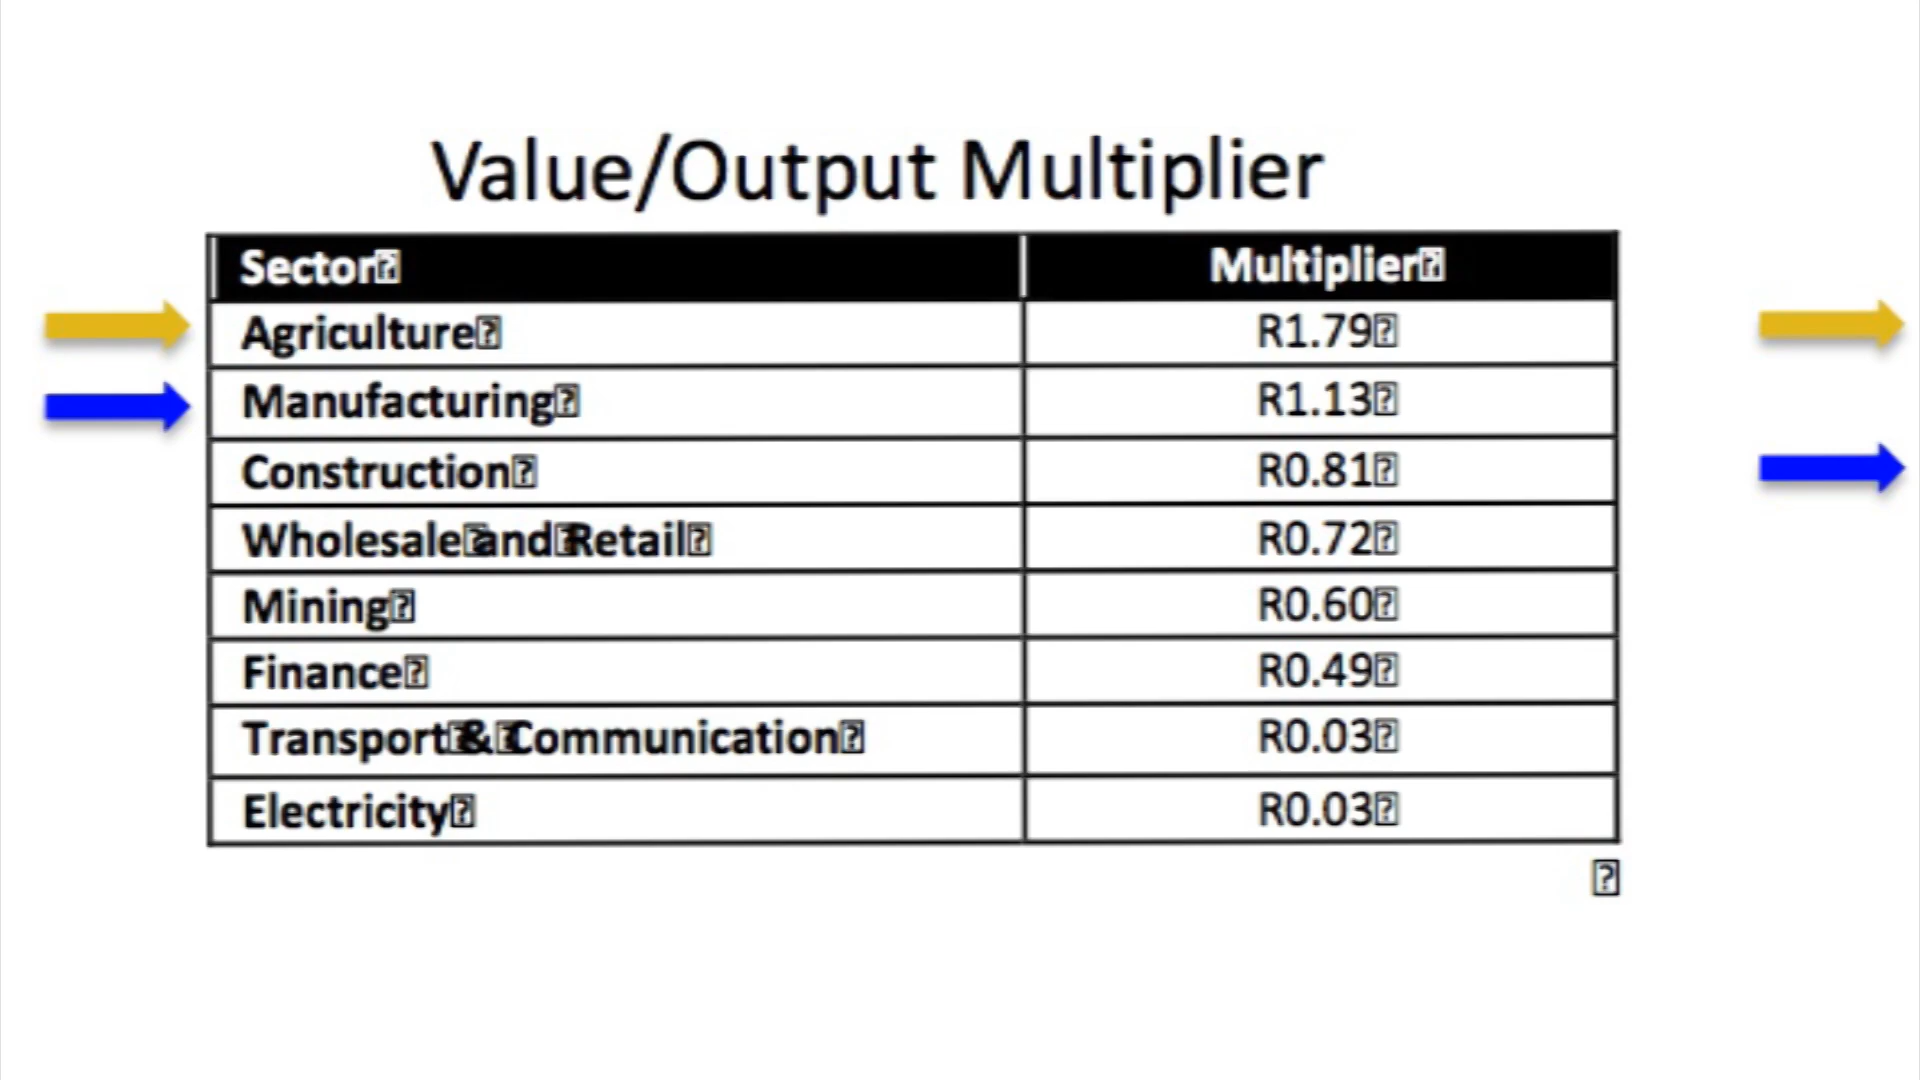 Value/Output Multiplier
Sector Multiplier
Agriculture R1.79
Manufacturing R1.13
Construction R0.81
Wholesale and Retail R0.72
Mining R0.60
Finance R0.49
Transport & Communication R0.03
Electricity R0.03